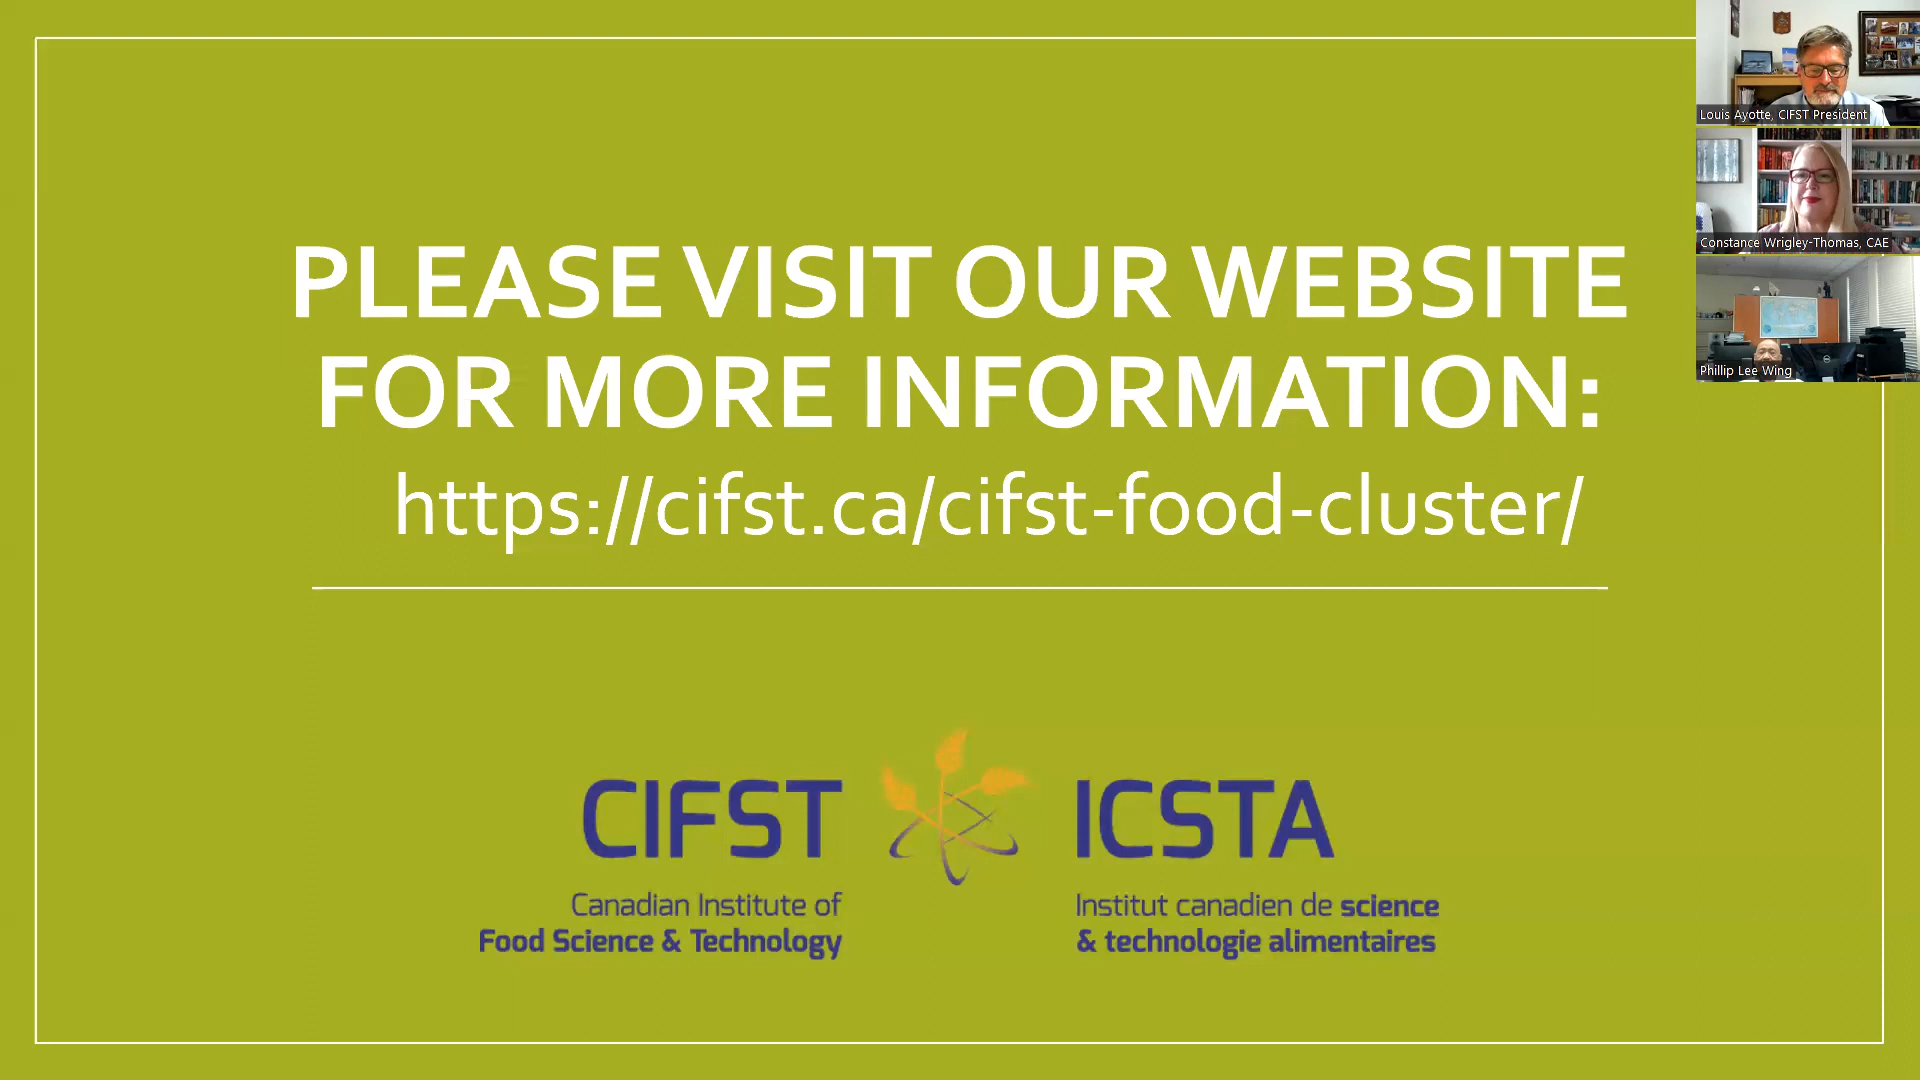 PLEASE VISIT OUR WEBSITE
FOR MORE INFORMATION:
https://cifst.ca/cifst-food-cluster/
CIFST
Canadian Institute of
Food Science & Technology
ICSTA
Institut canadien de science
& technologie alimentaires
Louis Ayotte, CIFST President
Constance Wrigley-Thomas, CAE
Phillip Lee Wing